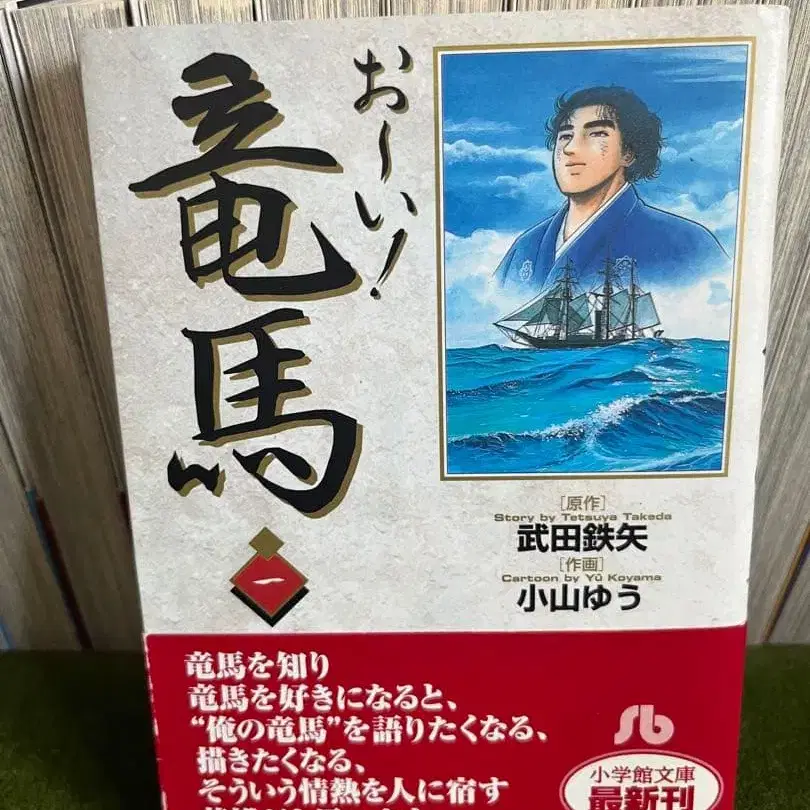 お〜い！
竜馬
一
［原作］
Story by Tetsuya Takeda
武田鉄矢
［作画］
Cartoon by Yū Koyama
小山ゆう
竜馬を知り
竜馬を好きになると、
“俺の竜馬”を語りたくなる、
描きたくなる、
そういう情熱を人に宿す
Sb
小学館文庫
最新刊